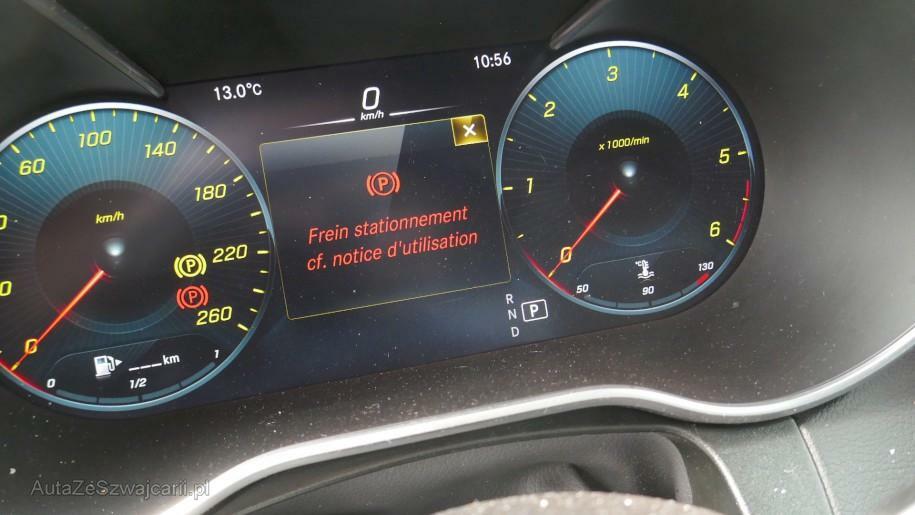 13.0°C
0
km/h
10:56
60
100
140
180
220
260
0
km/h
P
P
0
1/2
1
---km
P
Frein stationnement
cf. notice d'utilisation
0
1
2
3
4
5
6
x 1000/min
°C
50
90
130
R
N
P
D
AutaZeSzwajcarii.pl